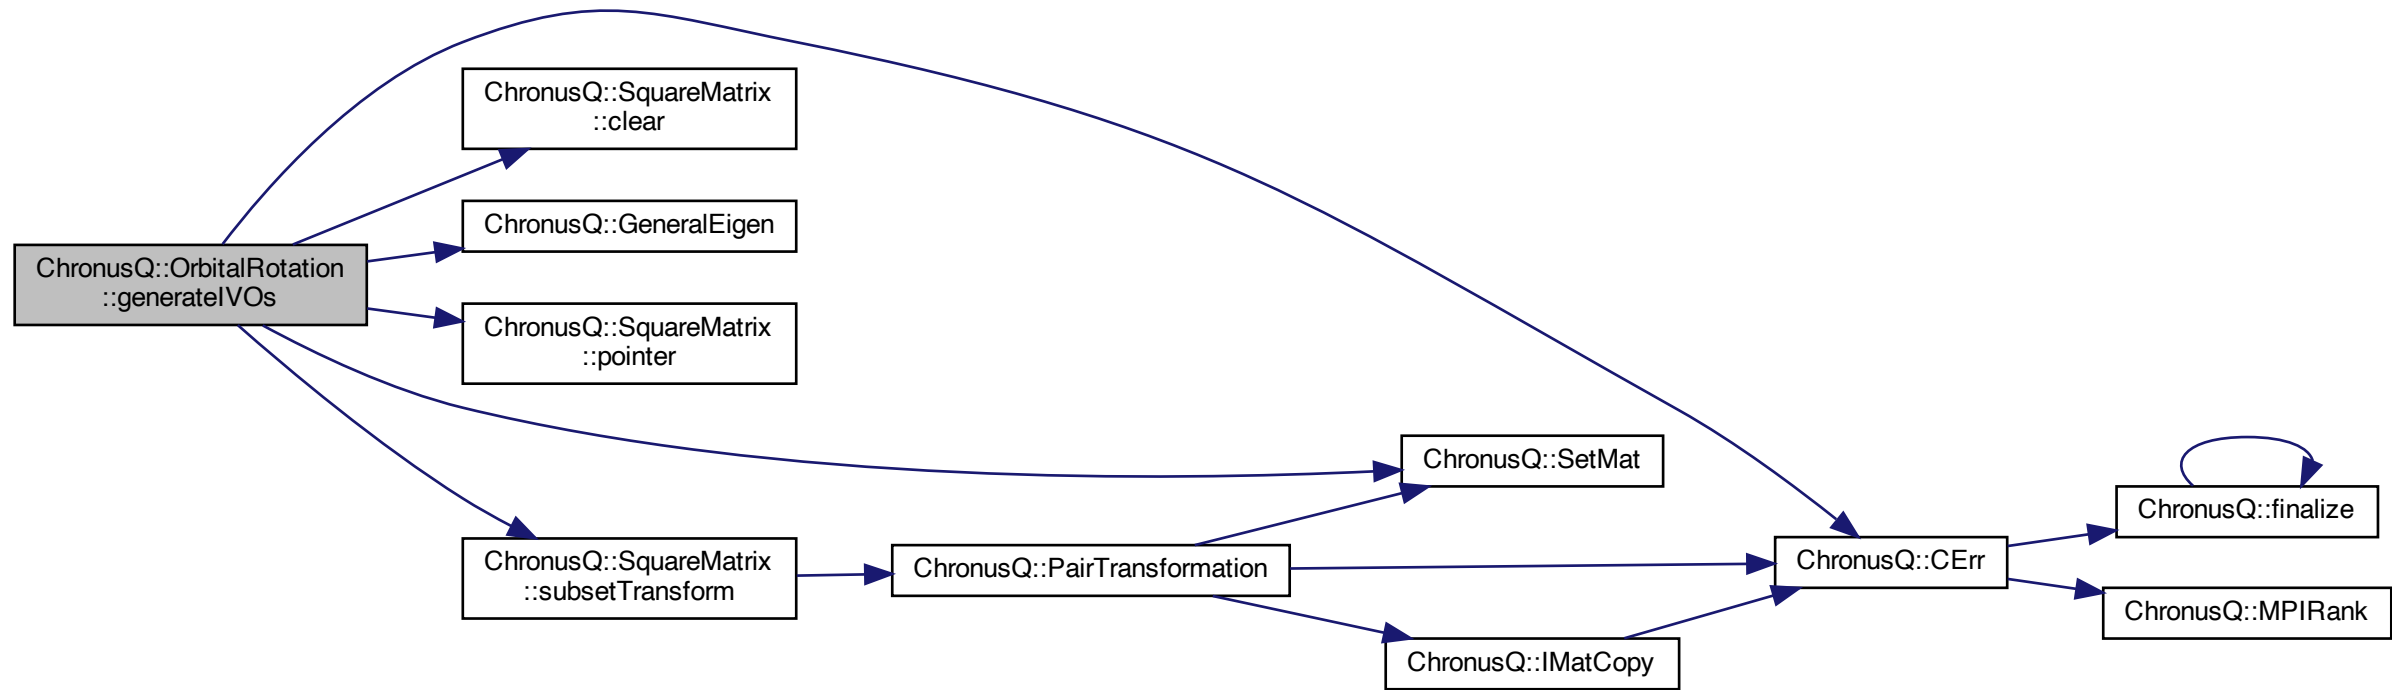 ChronusQ::OrbitalRotation
::generateIVOs
ChronusQ::SquareMatrix
::clear
ChronusQ::GeneralEigen
ChronusQ::SquareMatrix
::pointer
ChronusQ::SquareMatrix
::subsetTransform
ChronusQ::PairTransformation
ChronusQ::SetMat
ChronusQ::IMatCopy
ChronusQ::CErr
ChronusQ::finalize
ChronusQ::MPIRank